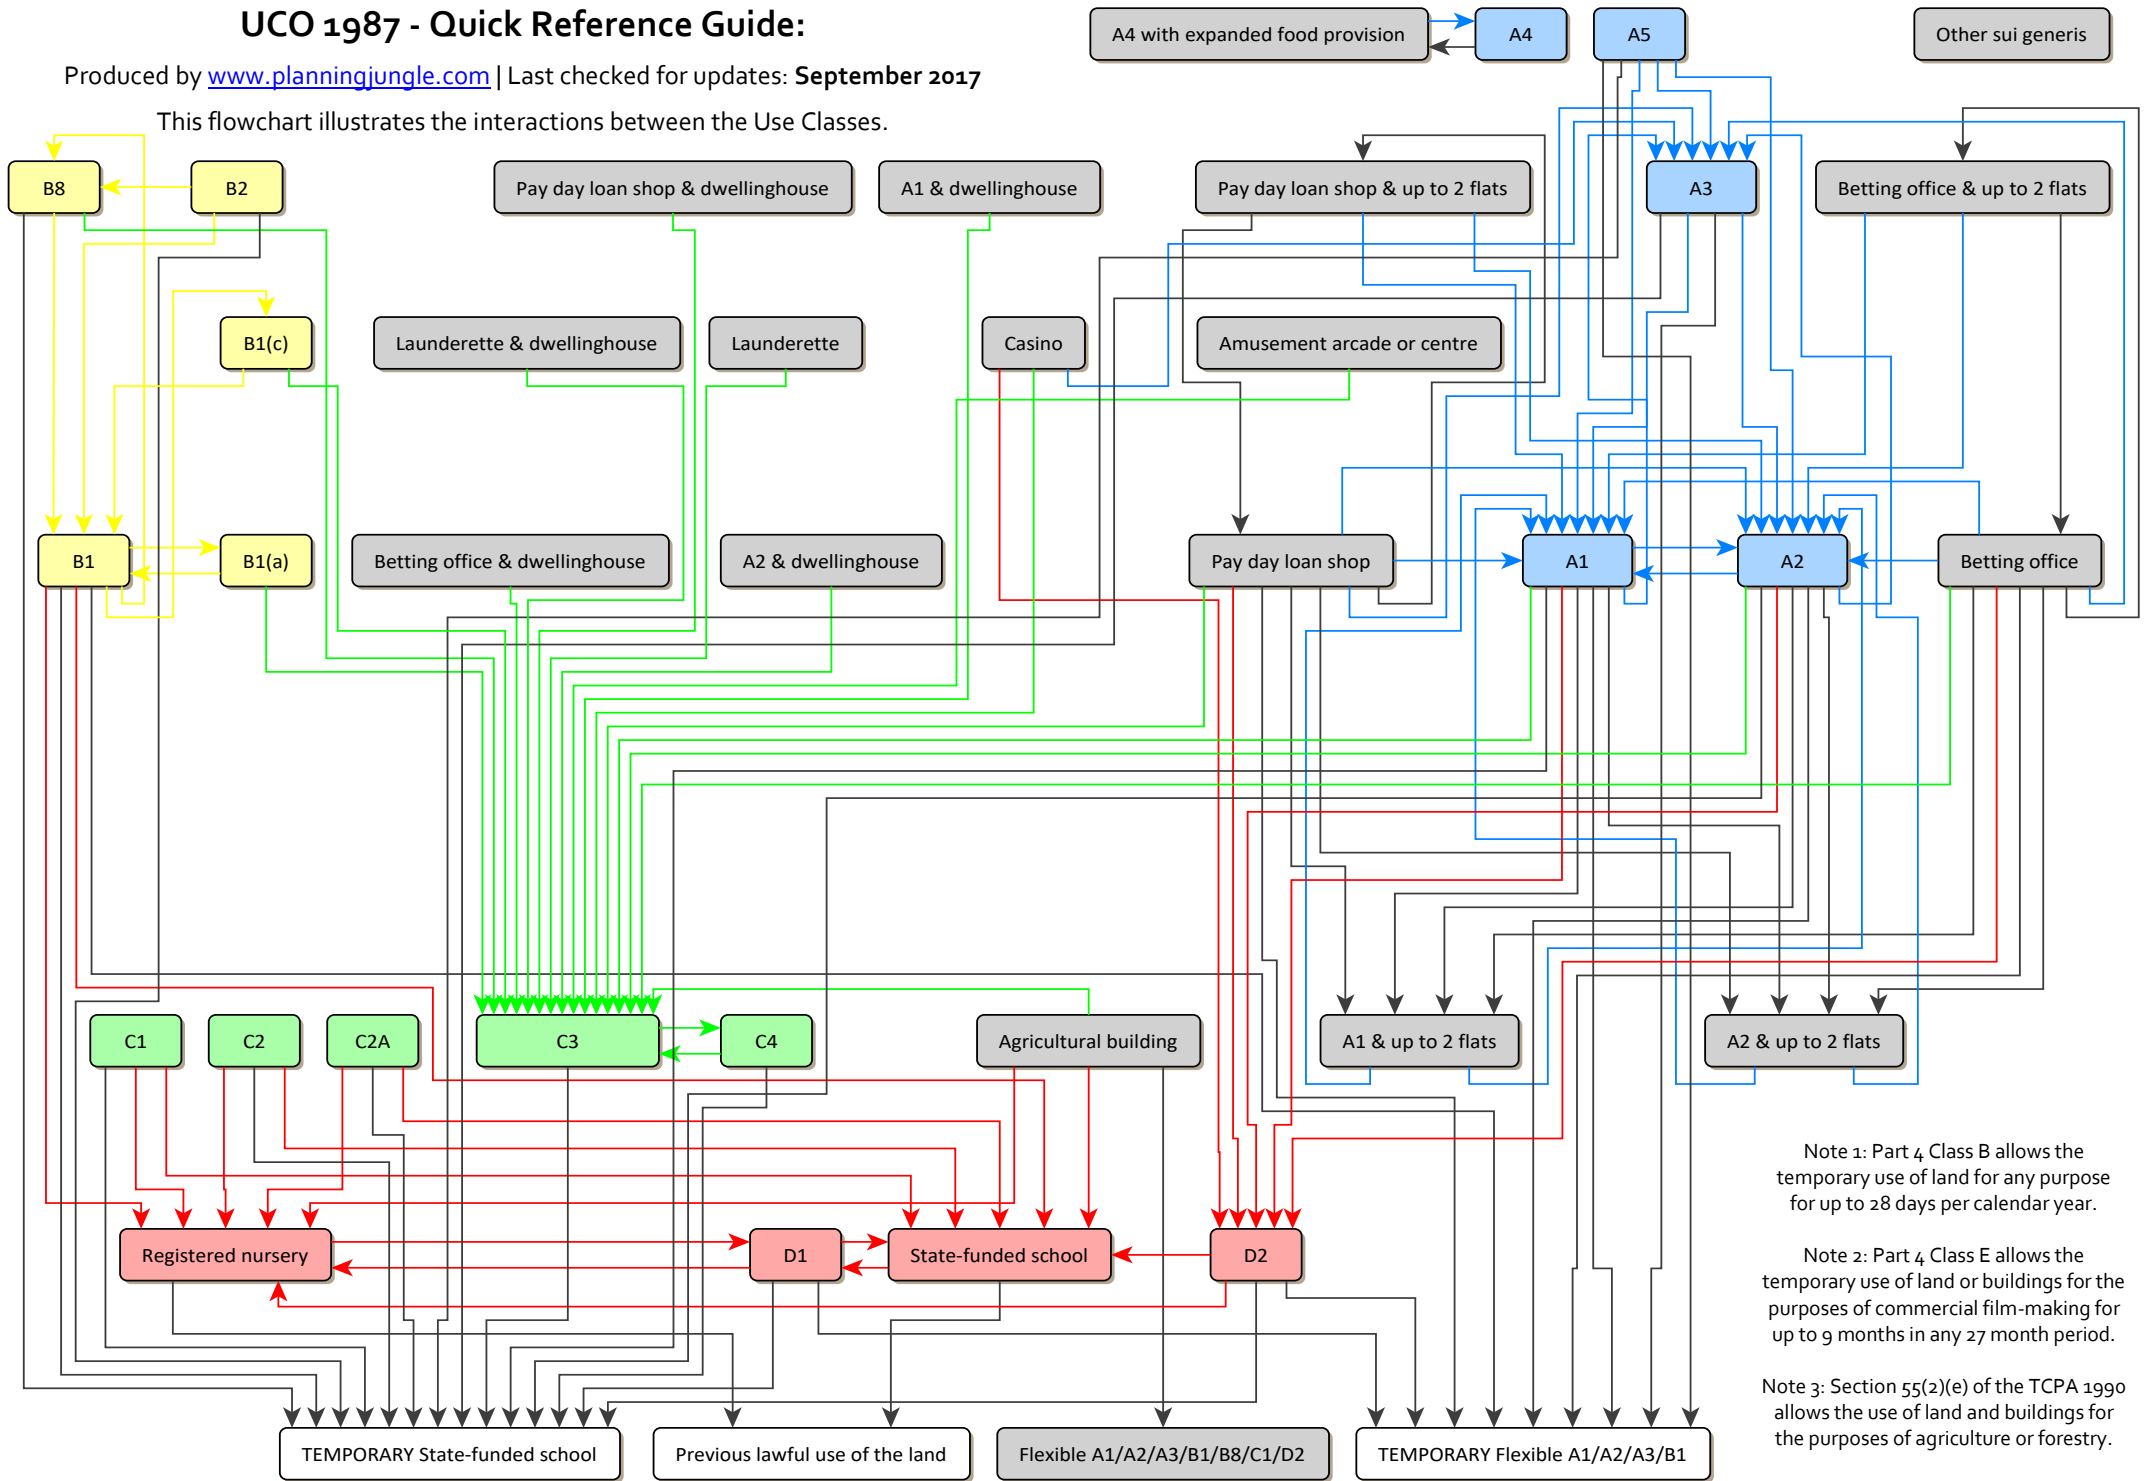 UCO 1987 - Quick Reference Guide:
Produced by www.planningjungle.com | Last checked for updates: September 2017
This flowchart illustrates the interactions between the Use Classes.
A4 with expanded food provision
A4
A5
Other sui generis
B8
B2
Pay day loan shop & dwellinghouse
A1 & dwellinghouse
Pay day loan shop & up to 2 flats
A3
Betting office & up to 2 flats
B1(c)
Launderette & dwellinghouse
Launderette
Casino
Amusement arcade or centre
B1
B1(a)
Betting office & dwellinghouse
A2 & dwellinghouse
Pay day loan shop
A1
A2
Betting office
C1
C2
C2A
C3
C4
Agricultural building
A1 & up to 2 flats
A2 & up to 2 flats
Registered nursery
D1
State-funded school
D2
Note 1: Part 4 Class B allows the
temporary use of land for any purpose
for up to 28 days per calendar year.
Note 2: Part 4 Class E allows the
temporary use of land or buildings for the
purposes of commercial film-making for
up to 9 months in any 27 month period.
Note 3: Section 55(2)(e) of the TCPA 1990
allows the use of land and buildings for
the purposes of agriculture or forestry.
TEMPORARY State-funded school
Previous lawful use of the land
Flexible A1/A2/A3/B1/B8/C1/D2
TEMPORARY Flexible A1/A2/A3/B1